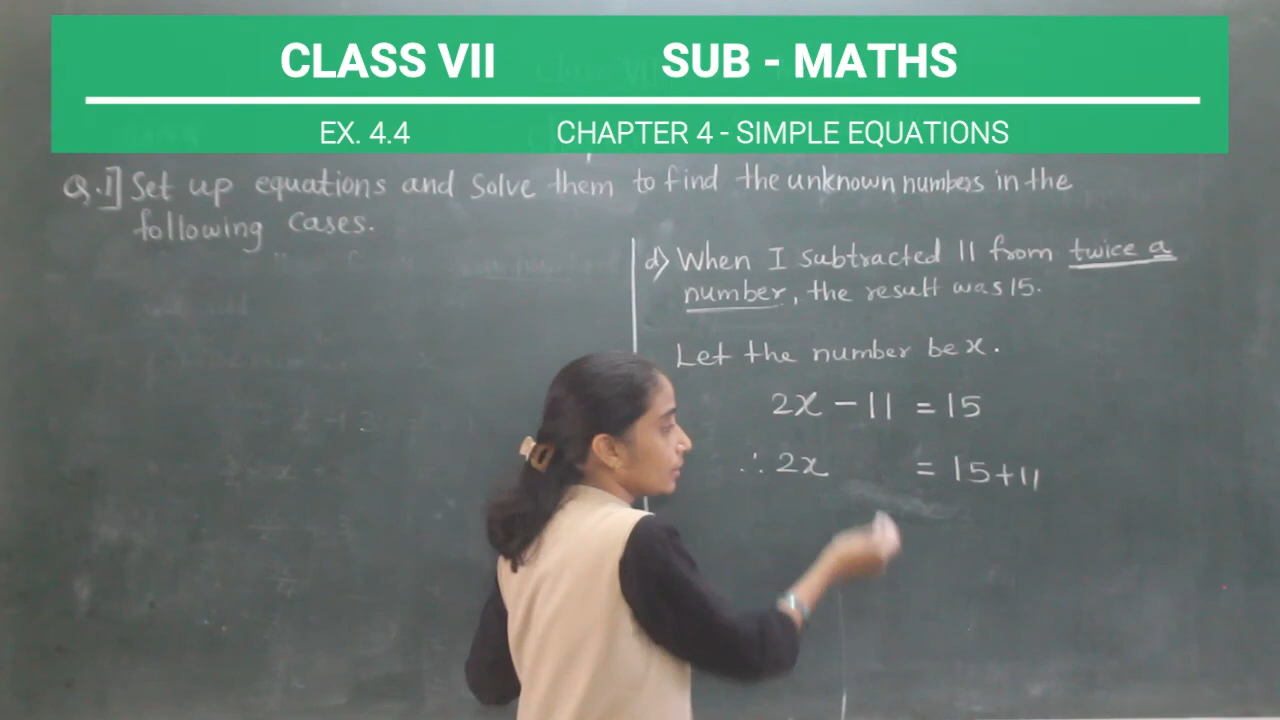 CLASS VII SUB - MATHS
EX. 4.4 CHAPTER 4 - SIMPLE EQUATIONS
Q.1] Set up equations and solve them to find the unknown numbers in the
following cases.
d) When I subtracted 11 from twice a
number, the result was 15.
Let the number be x.
2x - 11 = 15
∴ 2x = 15 + 11